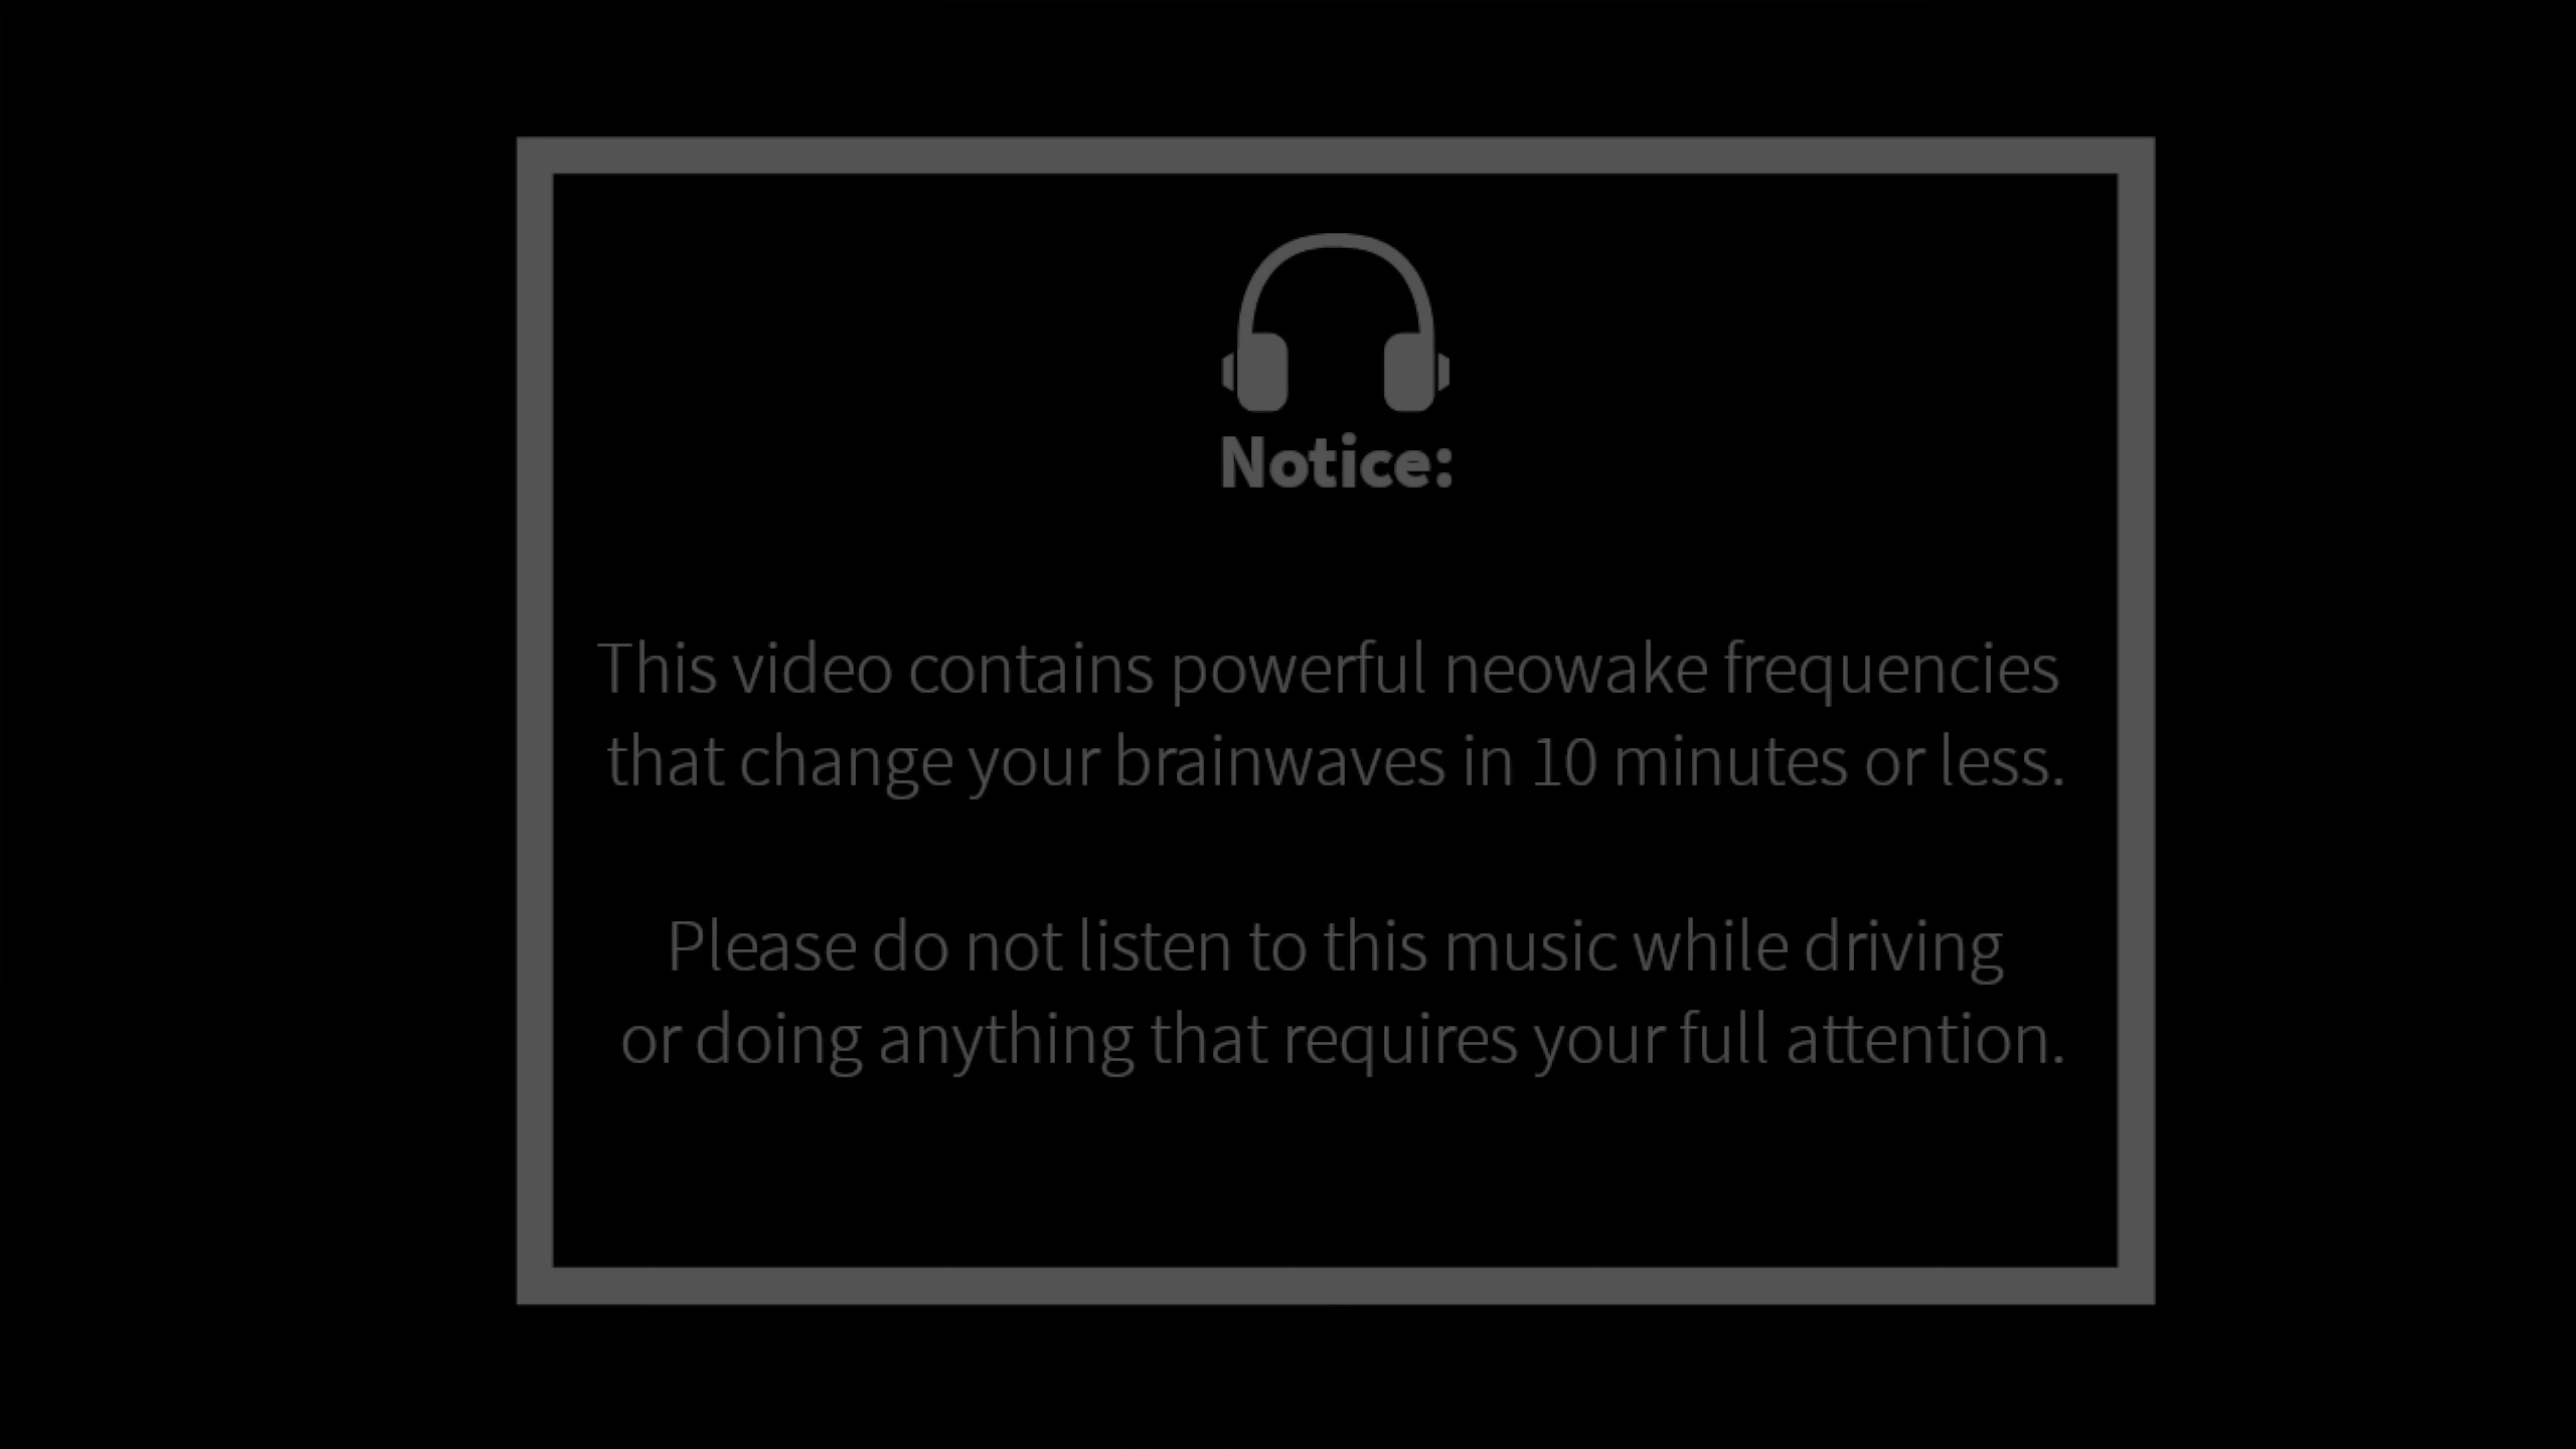 Notice:
This video contains powerful neowake frequencies
that change your brainwaves in 10 minutes or less.
Please do not listen to this music while driving
or doing anything that requires your full attention.